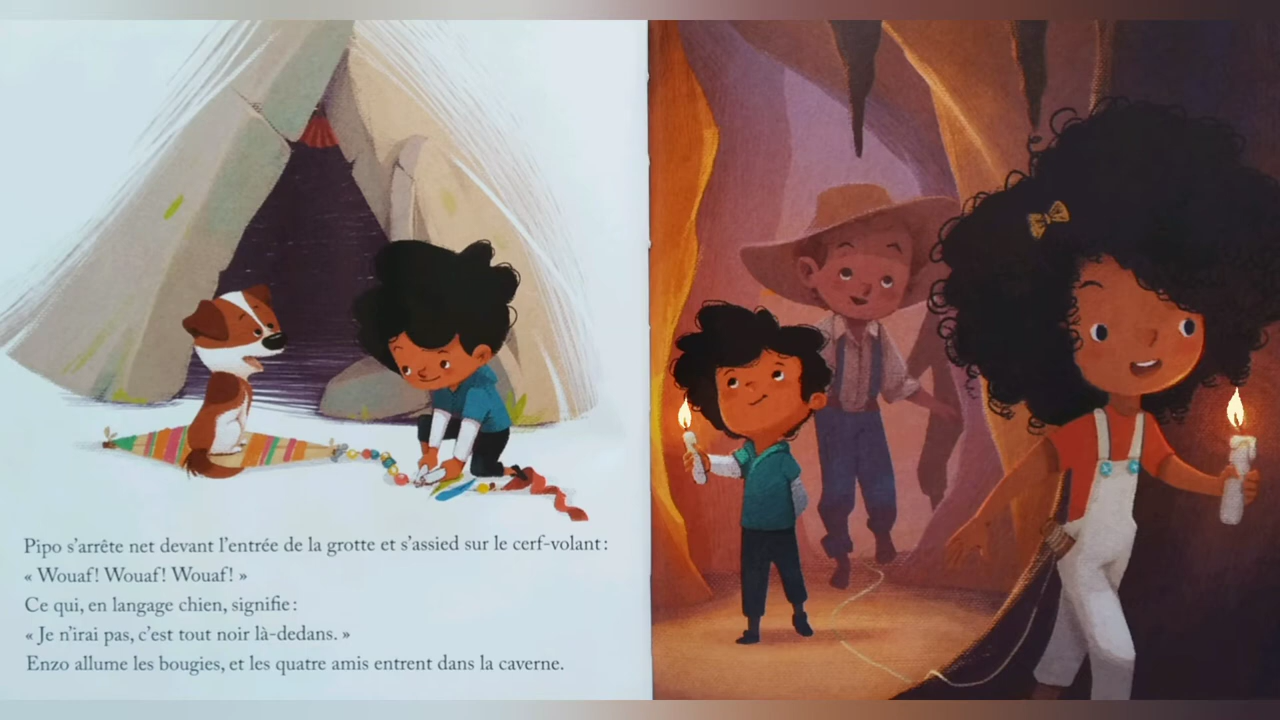 Pipo s'arrête net devant l'entrée de la grotte et s'assied sur le cerf-volant :
« Wouaf! Wouaf! Wouaf! »
Ce qui, en langage chien, signifie :
« Je n'irai pas, c'est tout noir là-dedans. »
Enzo allume les bougies, et les quatre amis entrent dans la caverne.